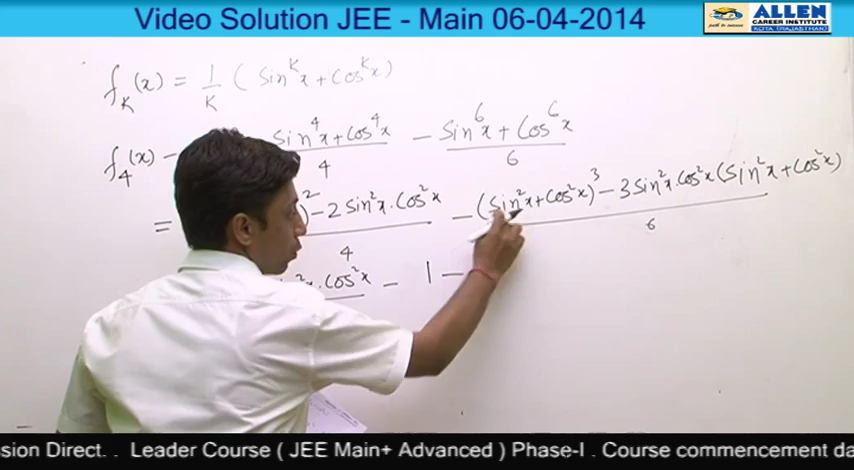 Video Solution JEE - Main 06-04-2014
ALLEN
CAREER INSTITUTE
KOTA (RAJASTHAN)
f_K(x) = 1/K (Sin^K x + Cos^K x)
f_4(x) - Sin^4 x + Cos^4 x / 4 - Sin^6 x + Cos^6 x / 6
= )^2 - 2 Sin^2 x . Cos^2 x / 4 - (Sin^2 x + Cos^2 x)^3 - 3 Sin^2 x . Cos^2 x (Sin^2 x + Cos^2 x) / 6
. Cos^2 x - 1 -
ssion Direct. . Leader Course ( JEE Main+ Advanced ) Phase-I . Course commencement da